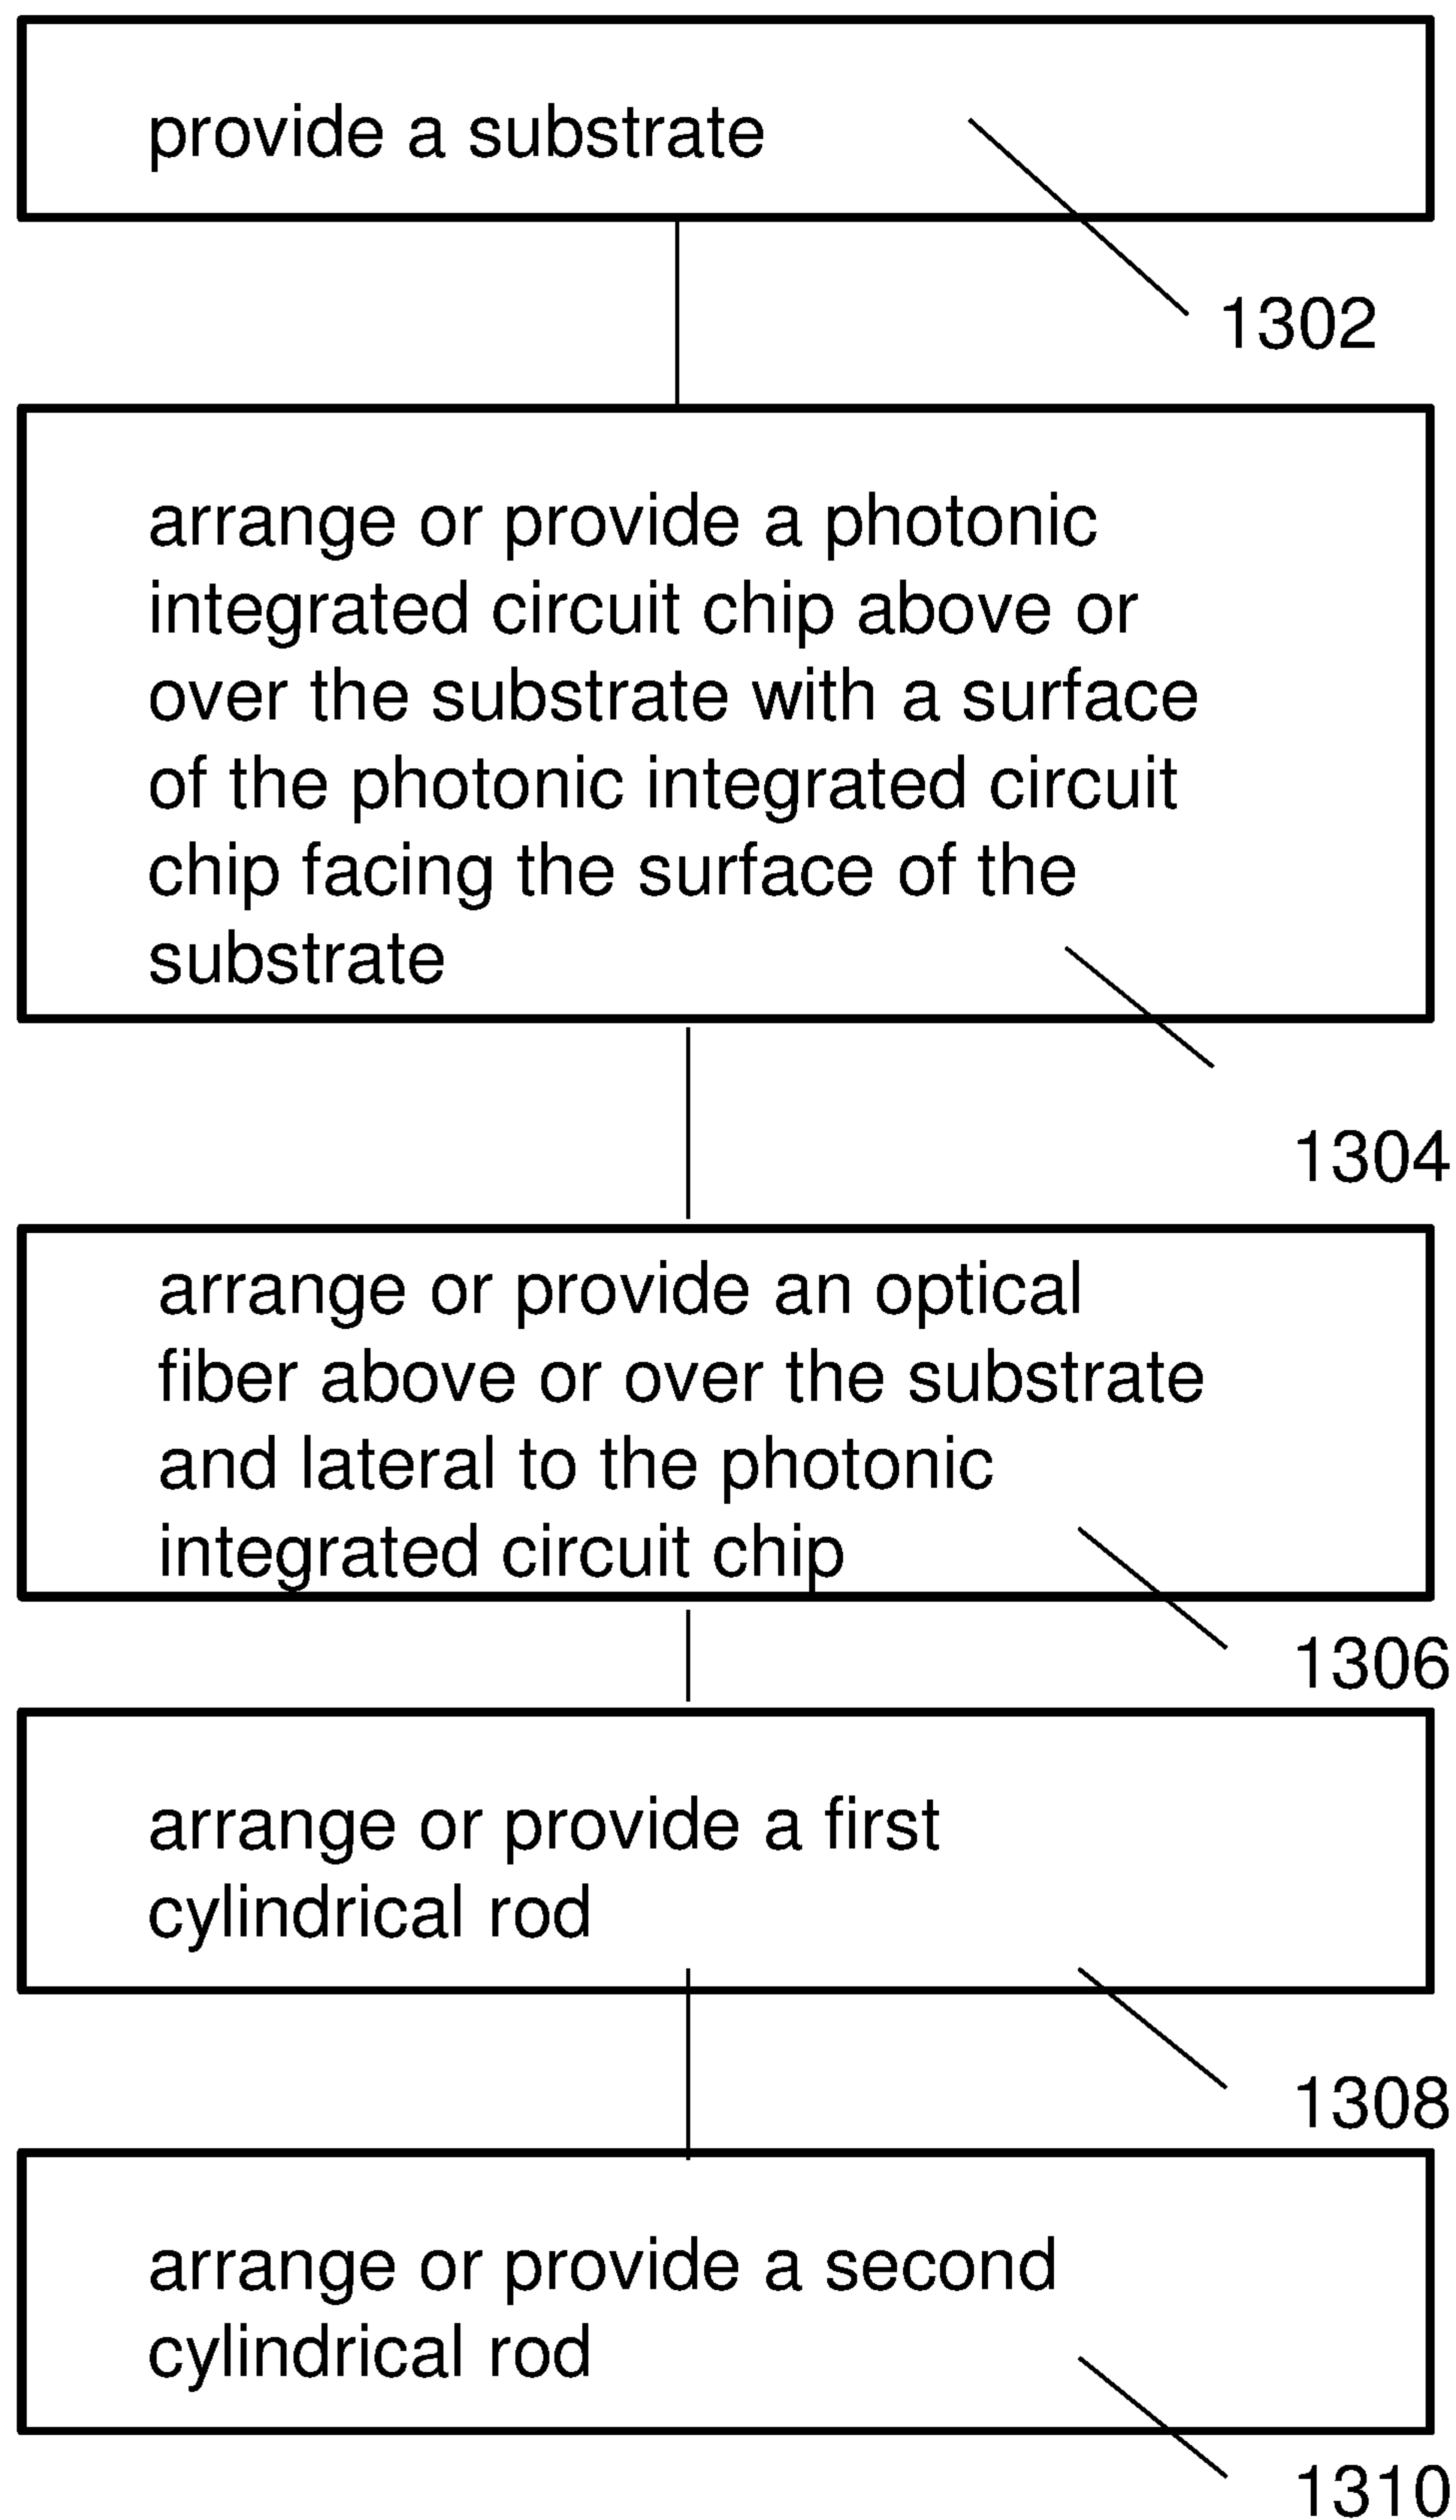 provide a substrate
1302
arrange or provide a photonic
integrated circuit chip above or
over the substrate with a surface
of the photonic integrated circuit
chip facing the surface of the
substrate
1304
arrange or provide an optical
fiber above or over the substrate
and lateral to the photonic
integrated circuit chip
1306
arrange or provide a first
cylindrical rod
1308
arrange or provide a second
cylindrical rod
1310